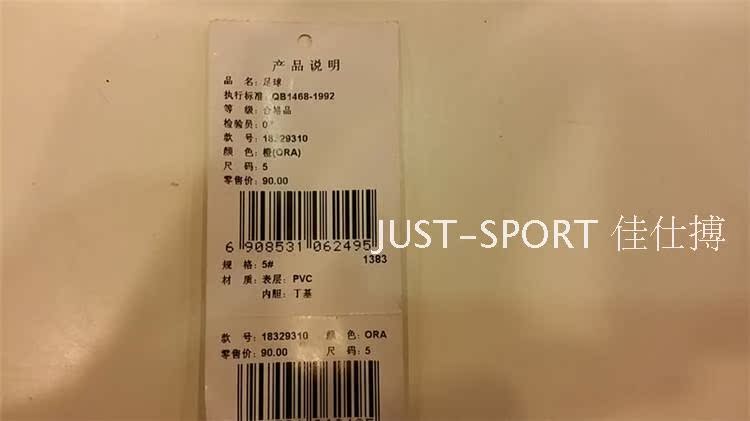 产品说明
品 名：足球
执行标准：QB1468-1992
等 级：合格品
检验员：0
款 号：18329310
颜 色：橙(ORA)
尺 码：5
零售价：90.00
6 908531 062495
JUST-SPORT 佳仕搏
规 格：5# 1383
材 质：表层：PVC
内胆：丁基
款 号：18329310 颜 色：ORA
零售价：90.00 尺 码：5